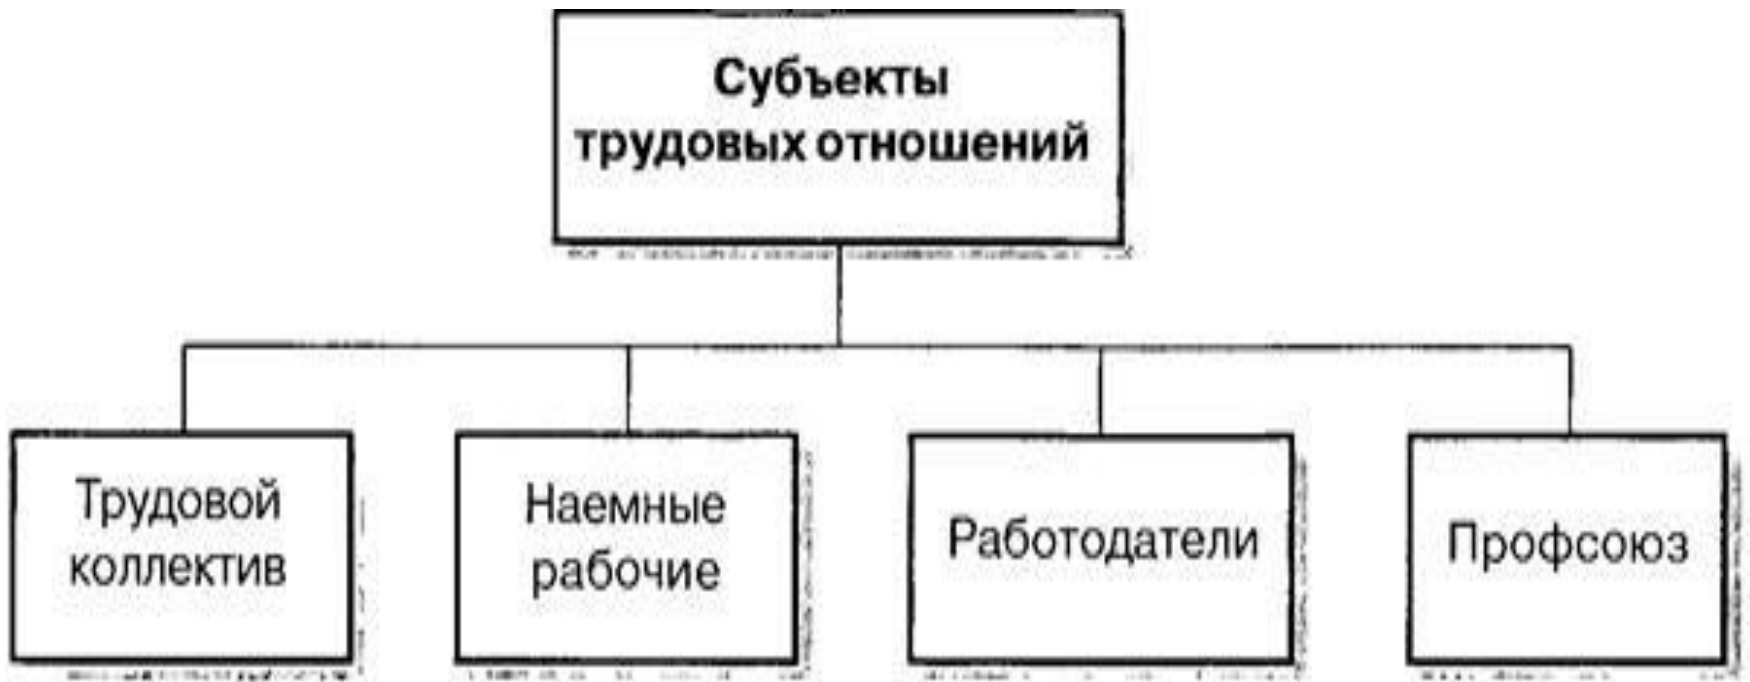 Субъекты
трудовых отношений
Трудовой
коллектив
Наемные
рабочие
Работодатели
Профсоюз